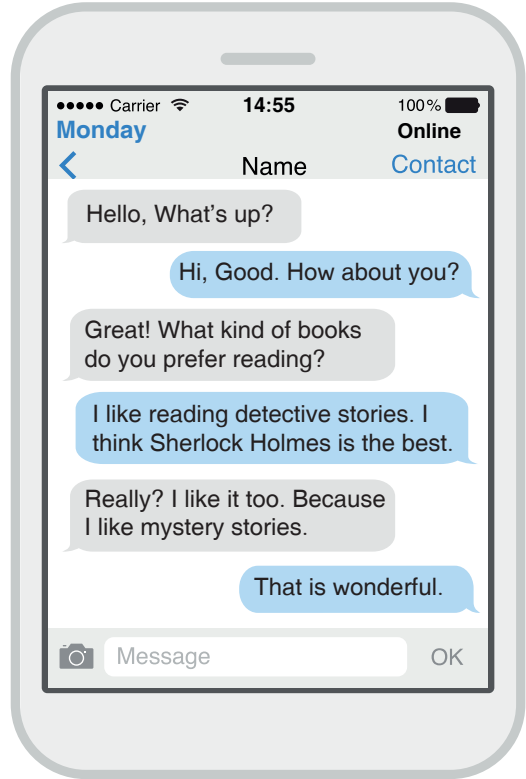 Carrier 14:55 100%
Monday Online
Name Contact
Hello, What's up?
Hi, Good. How about you?
Great! What kind of books
do you prefer reading?
I like reading detective stories. I
think Sherlock Holmes is the best.
Really? I like it too. Because
I like mystery stories.
That is wonderful.
Message OK